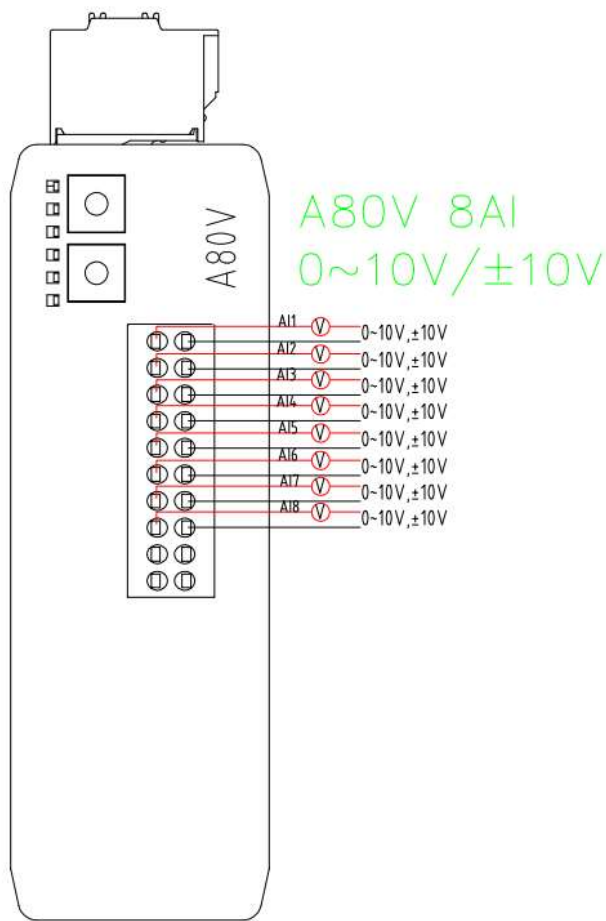 A80V
A80V 8AI
0~10V/±10V
AI1 V 0~10V,±10V
AI2 V 0~10V,±10V
AI3 V 0~10V,±10V
AI4 V 0~10V,±10V
AI5 V 0~10V,±10V
AI6 V 0~10V,±10V
AI7 V 0~10V,±10V
AI8 V 0~10V,±10V